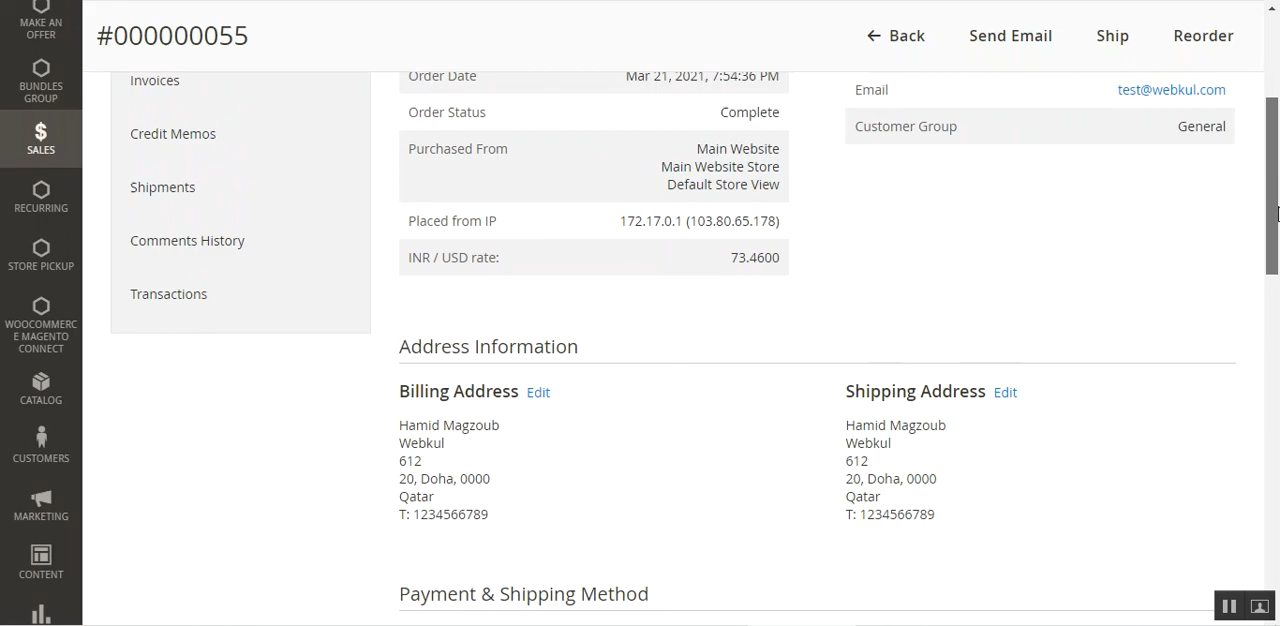 #000000055
← Back
Send Email
Ship
Reorder
MAKE AN
OFFER
BUNDLES
GROUP
$
SALES
RECURRING
STORE PICKUP
WOOCOMMERC
E MAGENTO
CONNECT
CATALOG
CUSTOMERS
MARKETING
CONTENT
Invoices
Credit Memos
Shipments
Comments History
Transactions
Order Date Mar 21, 2021, 7:54:36 PM
Order Status Complete
Purchased From Main Website
Main Website Store
Default Store View
Placed from IP 172.17.0.1 (103.80.65.178)
INR / USD rate: 73.4600
Email test@webkul.com
Customer Group General
Address Information
Billing Address Edit
Hamid Magzoub
Webkul
612
20, Doha, 0000
Qatar
T: 1234566789
Shipping Address Edit
Hamid Magzoub
Webkul
612
20, Doha, 0000
Qatar
T: 1234566789
Payment & Shipping Method